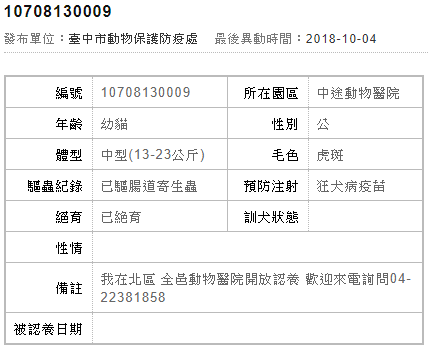 10708130009
發布單位：臺中市動物保護防疫處 最後異動時間：2018-10-04
編號 10708130009 所在園區 中途動物醫院
年齡 幼貓 性別 公
體型 中型(13-23公斤) 毛色 虎斑
驅蟲紀錄 已驅腸道寄生蟲 預防注射 狂犬病疫苗
絕育 已絕育 訓犬狀態
性情
備註 我在北區 全邑動物醫院開放認養 歡迎來電詢問04-
22381858
被認養日期